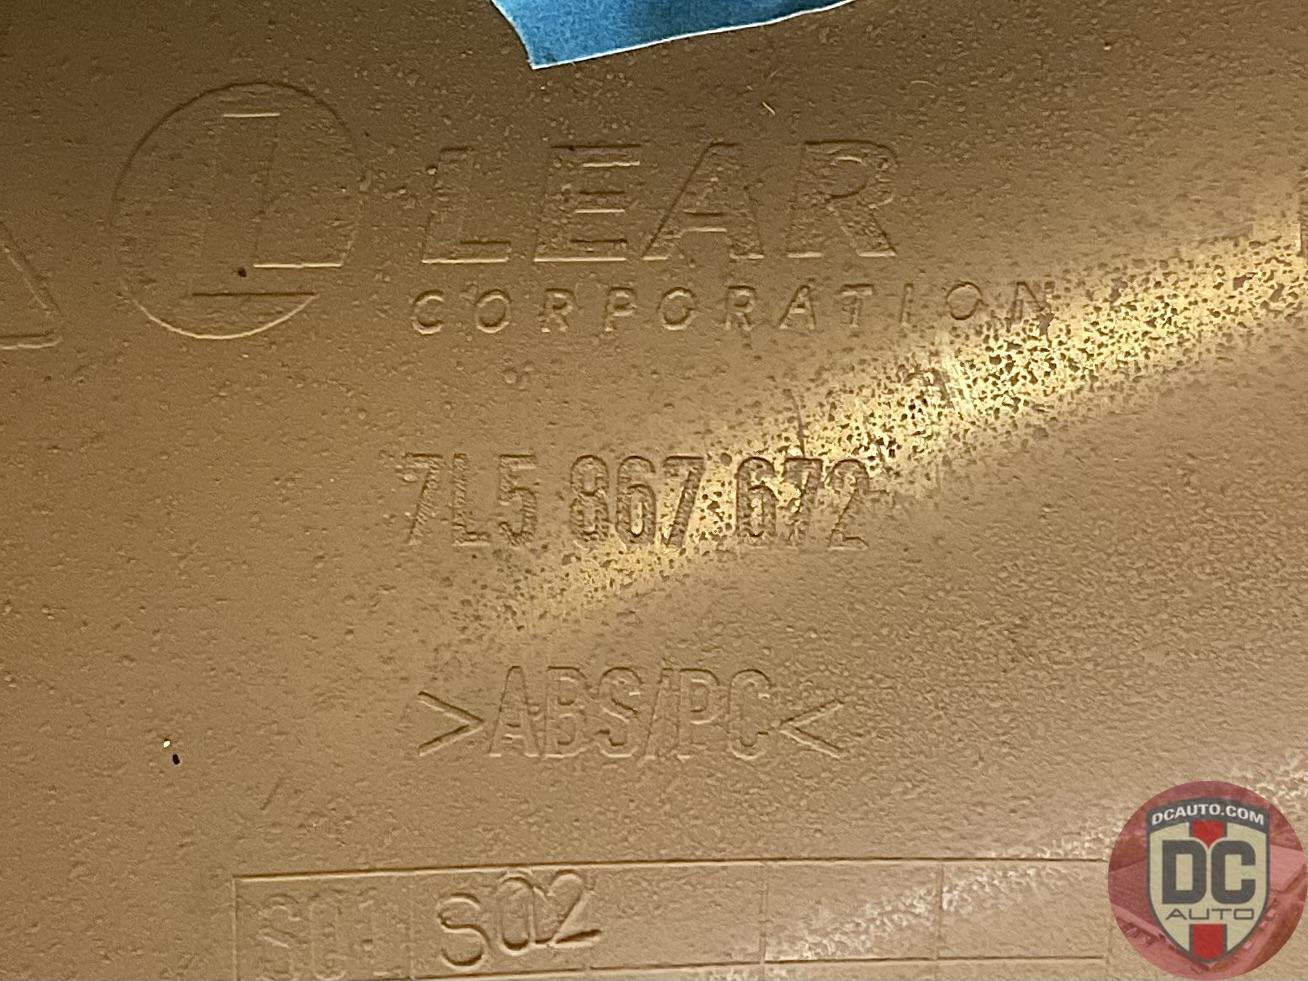 L LEAR
CORPORATION
7L5 867 672
>ABS/PC<
S01 S02
DCAUTO.COM
DC
AUTO